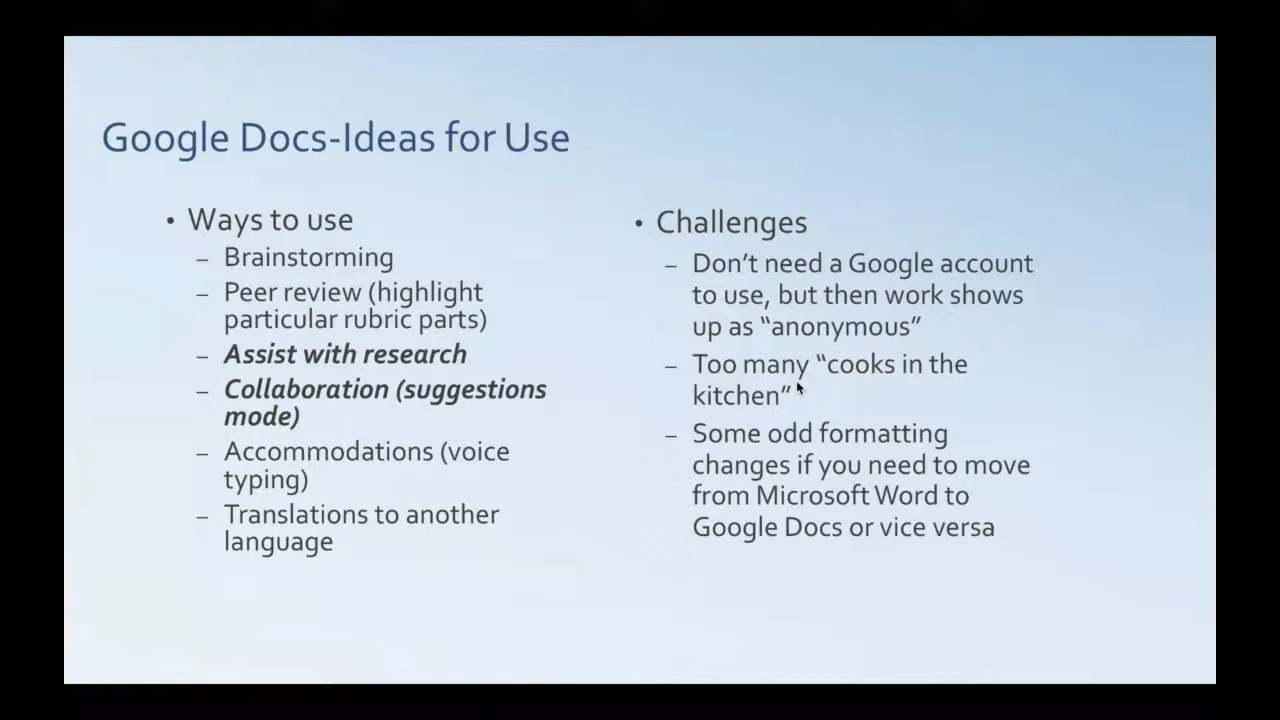 Google Docs-Ideas for Use
• Ways to use
– Brainstorming
– Peer review (highlight
particular rubric parts)
– Assist with research
– Collaboration (suggestions
mode)
– Accommodations (voice
typing)
– Translations to another
language
• Challenges
– Don’t need a Google account
to use, but then work shows
up as “anonymous”
– Too many “cooks in the
kitchen”
– Some odd formatting
changes if you need to move
from Microsoft Word to
Google Docs or vice versa